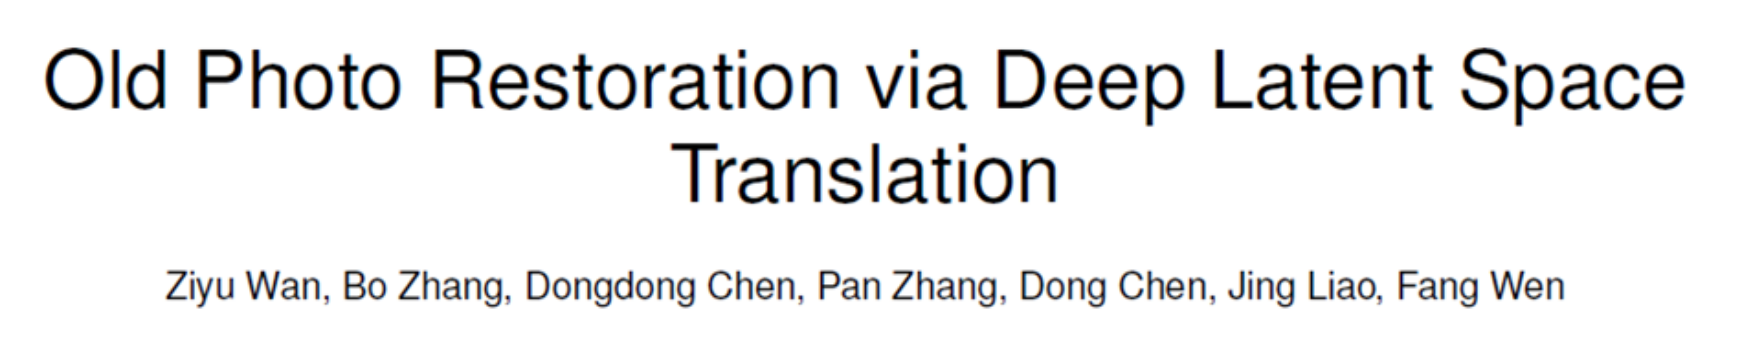 Old Photo Restoration via Deep Latent Space
Translation
Ziyu Wan, Bo Zhang, Dongdong Chen, Pan Zhang, Dong Chen, Jing Liao, Fang Wen